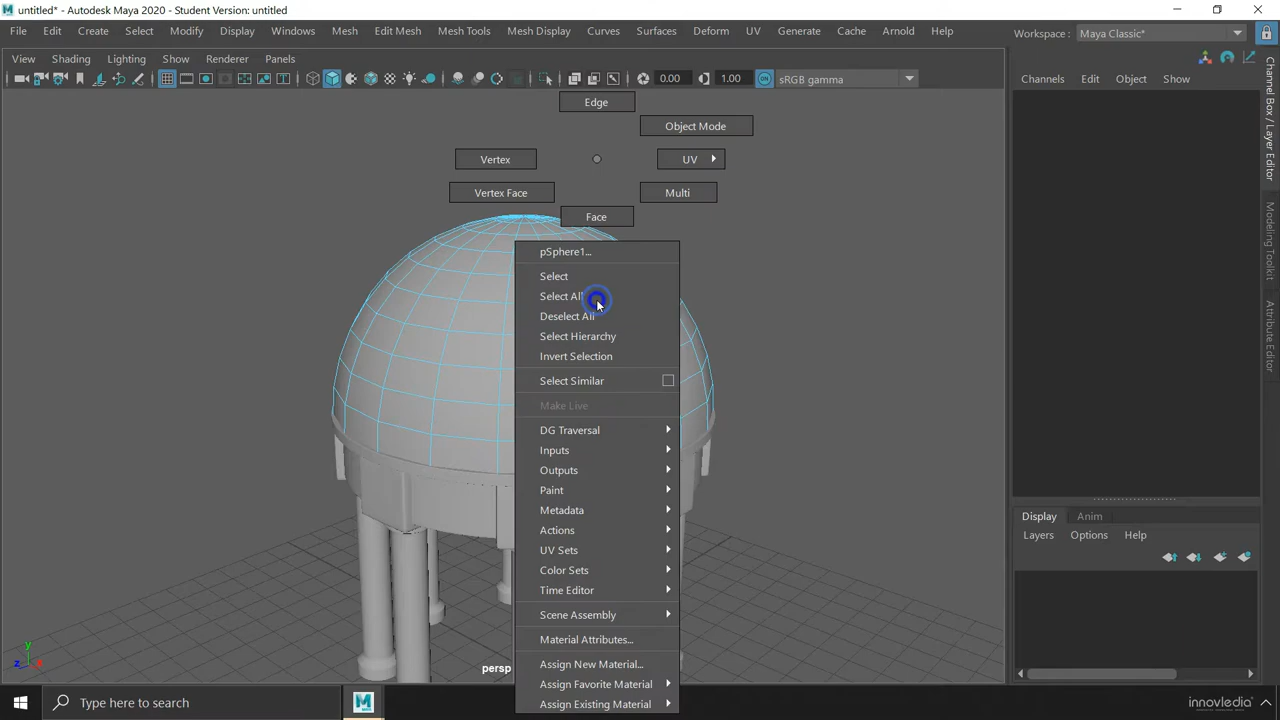 untitled* - Autodesk Maya 2020 - Student Version: untitled
File Edit Create Select Modify Display Windows Mesh Edit Mesh Mesh Tools Mesh Display Curves Surfaces Deform UV Generate Cache Arnold Help
Workspace : Maya Classic*
View Shading Lighting Show Renderer Panels
Channels Edit Object Show
0.00 1.00 ON sRGB gamma
Edge
Object Mode
Vertex UV
Vertex Face Multi
Face
pSphere1...
Select
Select All
Deselect All
Select Hierarchy
Invert Selection
Select Similar
Make Live
DG Traversal
Inputs
Outputs
Paint
Metadata
Actions
UV Sets
Color Sets
Time Editor
Scene Assembly
Material Attributes...
Assign New Material...
Assign Favorite Material
Assign Existing Material
persp
y
z x
Channel Box / Layer Editor
Modeling Toolkit
Attribute Editor
Display Anim
Layers Options Help
Type here to search
M
innovledia